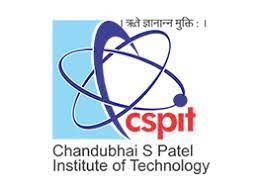 । ऋते ज्ञानान्न मुक्ति: ।
cspit
Chandubhai S Patel
Institute of Technology